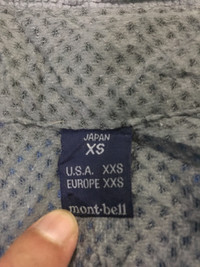 JAPAN
XS
U.S.A. XXS
EUROPE XXS
mont-bell